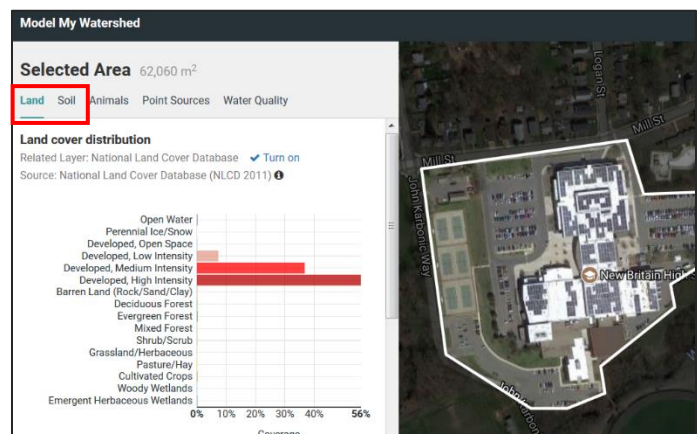 Model My Watershed
Selected Area 62,060 m²
Land Soil Animals Point Sources Water Quality
Land cover distribution
Related Layer: National Land Cover Database Turn on
Source: National Land Cover Database (NLCD 2011)
Open Water
Perennial Ice/Snow
Developed, Open Space
Developed, Low Intensity
Developed, Medium Intensity
Developed, High Intensity
Barren Land (Rock/Sand/Clay)
Deciduous Forest
Evergreen Forest
Mixed Forest
Shrub/Scrub
Grassland/Herbaceous
Pasture/Hay
Cultivated Crops
Woody Wetlands
Emergent Herbaceous Wetlands
0% 10% 20% 30% 40% 56%
Coverage
Logan St
Mill St
Mill St
John Karbonic Way
New Britain High
John Karbon